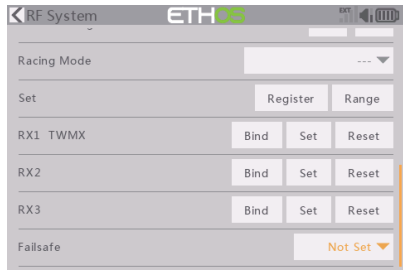 RF System ETHOS EXT
Racing Mode ---
Set Register Range
RX1 TWMX Bind Set Reset
RX2 Bind Set Reset
RX3 Bind Set Reset
Failsafe Not Set